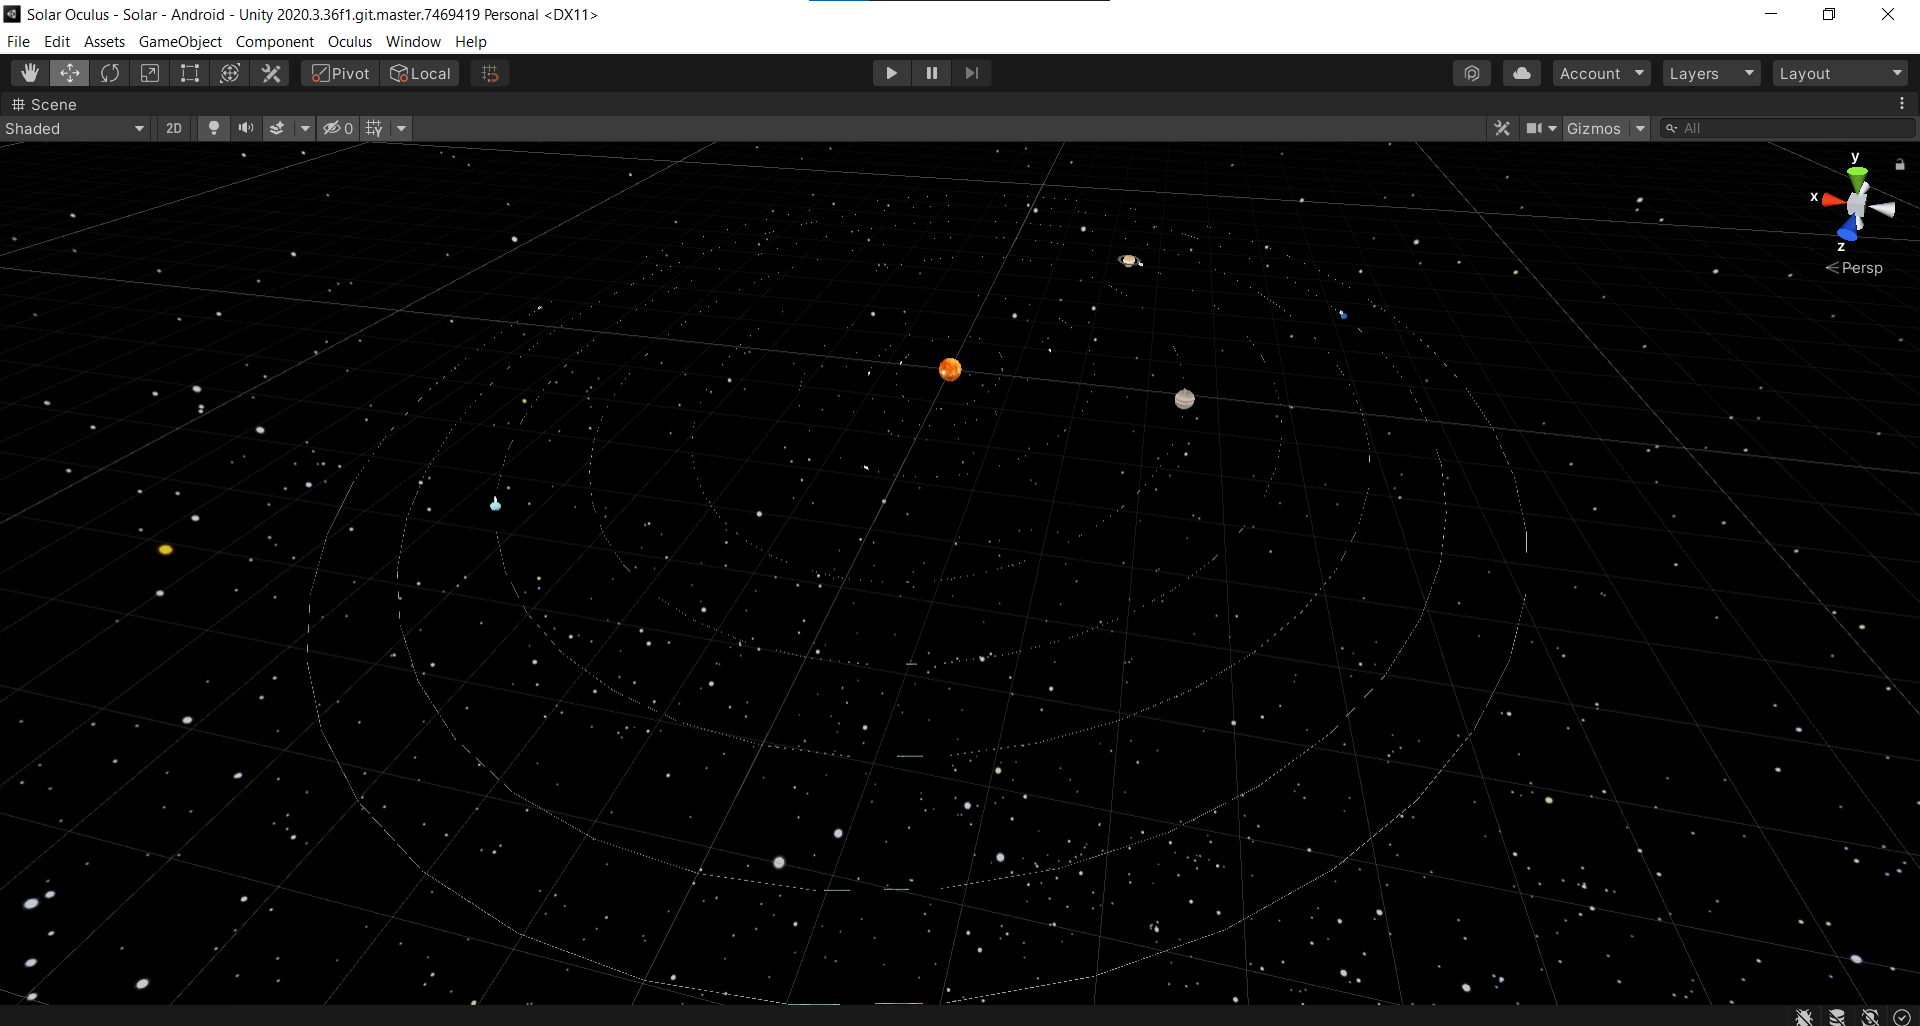 Solar Oculus - Solar - Android - Unity 2020.3.36f1.git.master.7469419 Personal <DX11>
File Edit Assets GameObject Component Oculus Window Help
Pivot Local Account Layers Layout
Scene
Shaded 2D 0 Gizmos All
y
x
z
Persp